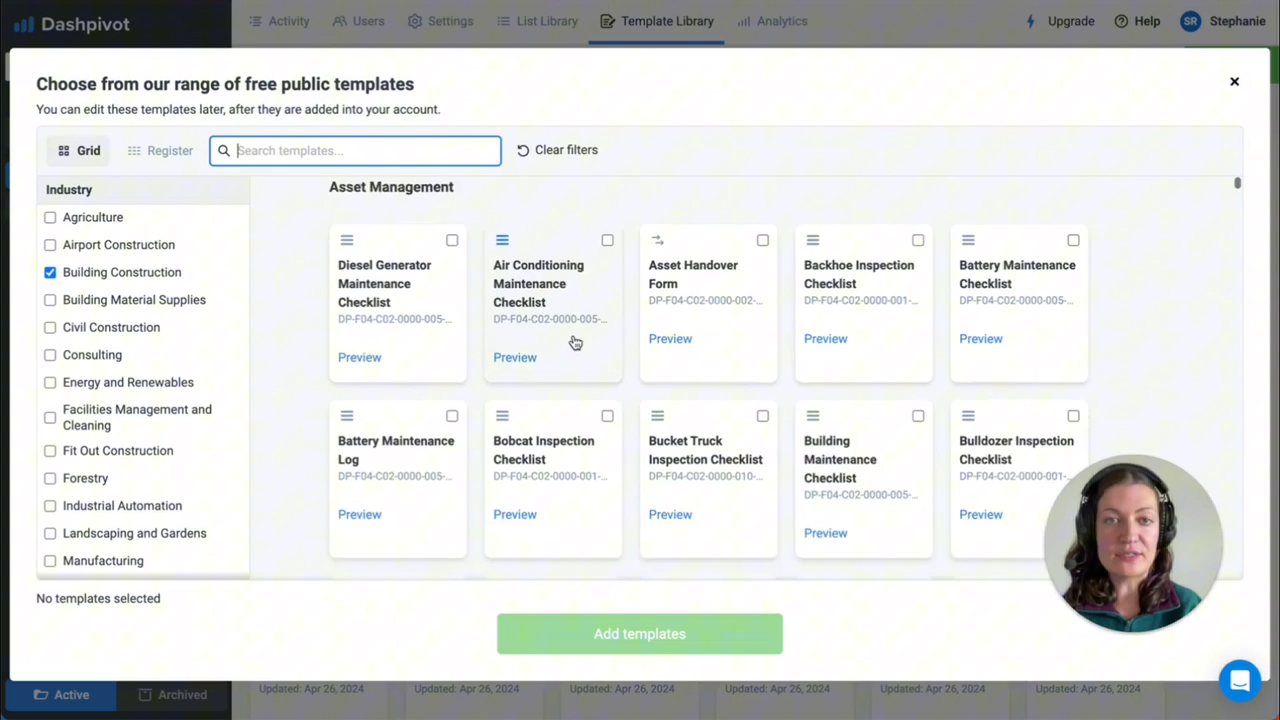 Dashpivot
Activity
Users
Settings
List Library
Template Library
Analytics
Upgrade
Help
SR
Stephanie
Choose from our range of free public templates
You can edit these templates later, after they are added into your account.
Grid
Register
Search templates...
Clear filters
Industry
Agriculture
Airport Construction
Building Construction
Building Material Supplies
Civil Construction
Consulting
Energy and Renewables
Facilities Management and
Cleaning
Fit Out Construction
Forestry
Industrial Automation
Landscaping and Gardens
Manufacturing
Asset Management
Diesel Generator
Maintenance
Checklist
DP-F04-C02-0000-005-...
Preview
Air Conditioning
Maintenance
Checklist
DP-F04-C02-0000-005-...
Preview
Asset Handover
Form
DP-F04-C02-0000-002-...
Preview
Backhoe Inspection
Checklist
DP-F04-C02-0000-001-...
Preview
Battery Maintenance
Checklist
DP-F04-C02-0000-005-...
Preview
Battery Maintenance
Log
DP-F04-C02-0000-005-...
Preview
Bobcat Inspection
Checklist
DP-F04-C02-0000-001-...
Preview
Bucket Truck
Inspection Checklist
DP-F04-C02-0000-010-...
Preview
Building
Maintenance
Checklist
DP-F04-C02-0000-005-...
Preview
Bulldozer Inspection
Checklist
DP-F04-C02-0000-001-
Preview
No templates selected
Add templates
Active
Archived
Updated: Apr 26, 2024
Updated: Apr 26, 2024
Updated: Apr 26, 2024
Updated: Apr 26, 2024
Updated: Apr 26, 2024
Updated: Apr 26, 2024